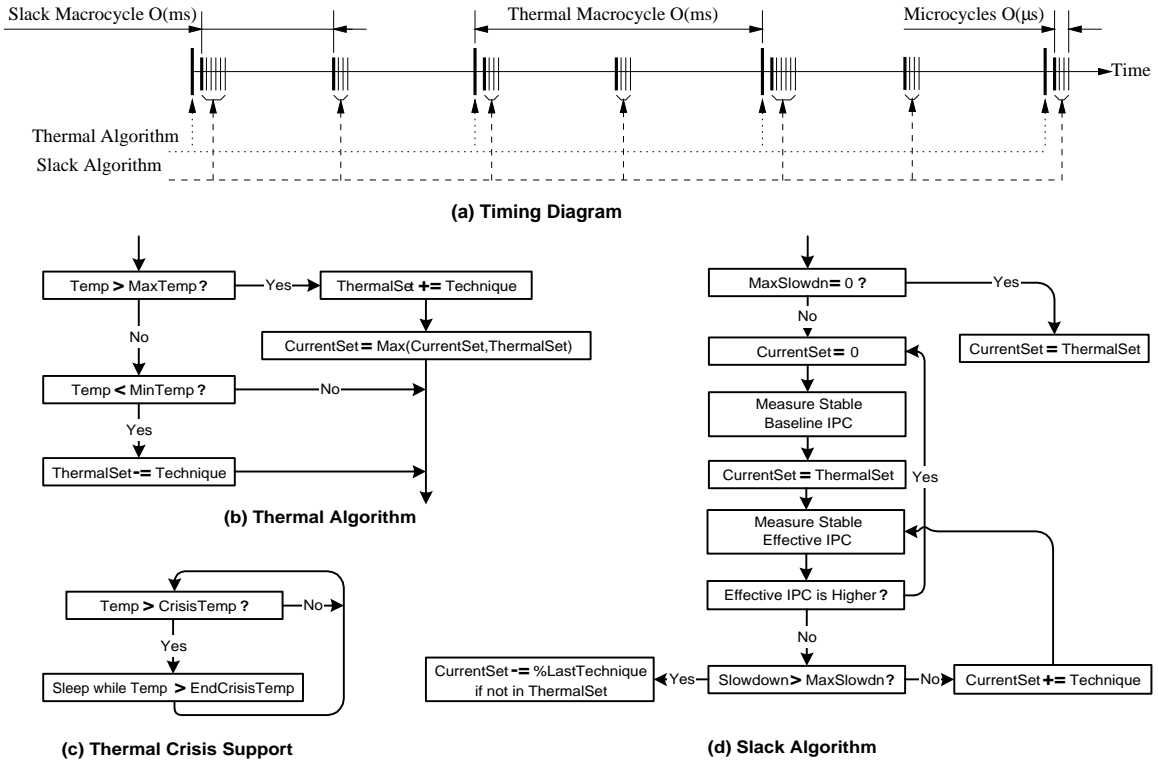 Slack Macrocycle O(ms)
Thermal Macrocycle O(ms)
Microcycles O(μs)
Time
Thermal Algorithm
Slack Algorithm
(a) Timing Diagram
Temp > MaxTemp ?
Yes
ThermalSet += Technique
No
CurrentSet = Max(CurrentSet,ThermalSet)
Temp < MinTemp ?
No
Yes
ThermalSet -= Technique
(b) Thermal Algorithm
Temp > CrisisTemp ?
No
Yes
Sleep while Temp > EndCrisisTemp
(c) Thermal Crisis Support
MaxSlowdn = 0 ?
Yes
No
CurrentSet = ThermalSet
CurrentSet = 0
Measure Stable
Baseline IPC
CurrentSet = ThermalSet
Yes
Measure Stable
Effective IPC
Effective IPC is Higher ?
No
CurrentSet -= %LastTechnique
if not in ThermalSet
Yes
Slowdown > MaxSlowdn ?
No
CurrentSet += Technique
(d) Slack Algorithm